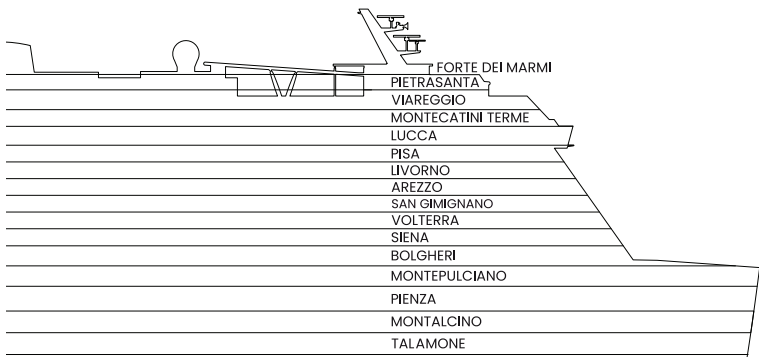 FORTE DEI MARMI
PIETRASANTA
VIAREGGIO
MONTECATINI TERME
LUCCA
PISA
LIVORNO
AREZZO
SAN GIMIGNANO
VOLTERRA
SIENA
BOLGHERI
MONTEPULCIANO
PIENZA
MONTALCINO
TALAMONE